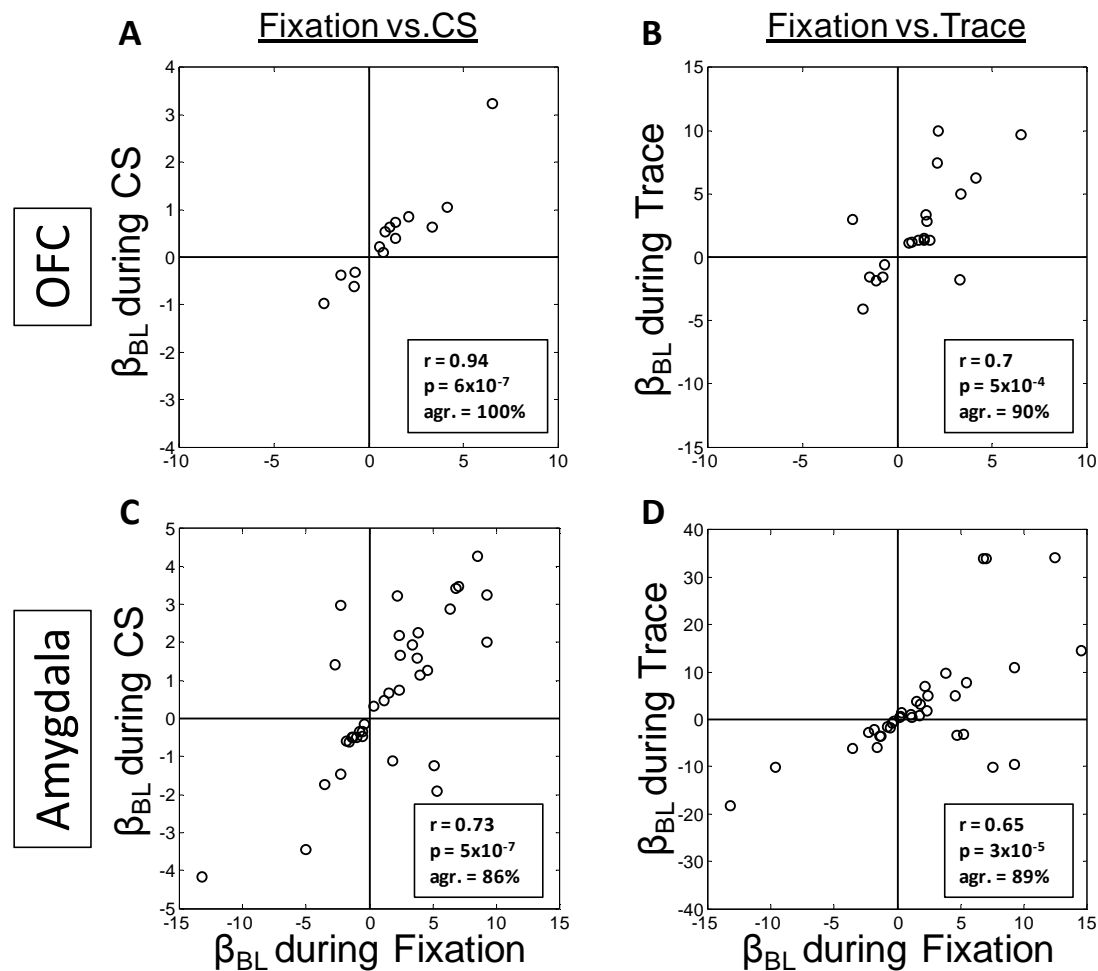 A
Fixation vs.CS
B
Fixation vs.Trace
OFC
β_BL during CS
4
3
2
1
0
-1
-2
-3
-4
-10
-5
0
5
10
r = 0.94
p = 6x10^-7
agr. = 100%
β_BL during Trace
15
10
5
0
-5
-10
-15
-10
-5
0
5
10
r = 0.7
p = 5x10^-4
agr. = 90%
C
D
Amygdala
β_BL during CS
5
4
3
2
1
0
-1
-2
-3
-4
-5
-15
-10
-5
0
5
10
15
r = 0.73
p = 5x10^-7
agr. = 86%
β_BL during Trace
40
30
20
10
0
-10
-20
-30
-40
-15
-10
-5
0
5
10
15
r = 0.65
p = 3x10^-5
agr. = 89%
β_BL during Fixation
β_BL during Fixation